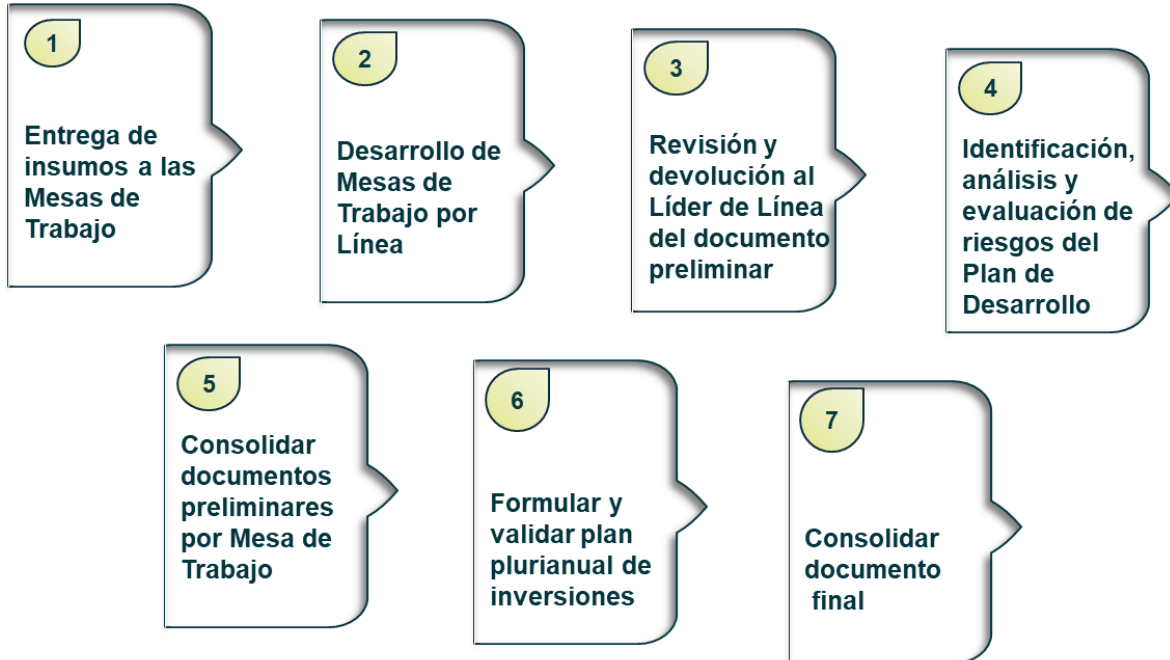 1
Entrega de
insumos a las
Mesas de
Trabajo
2
Desarrollo de
Mesas de
Trabajo por
Línea
3
Revisión y
devolución al
Líder de Línea
del documento
preliminar
4
Identificación,
análisis y
evaluación de
riesgos del
Plan de
Desarrollo
5
Consolidar
documentos
preliminares
por Mesa de
Trabajo
6
Formular y
validar plan
plurianual de
inversiones
7
Consolidar
documento
final